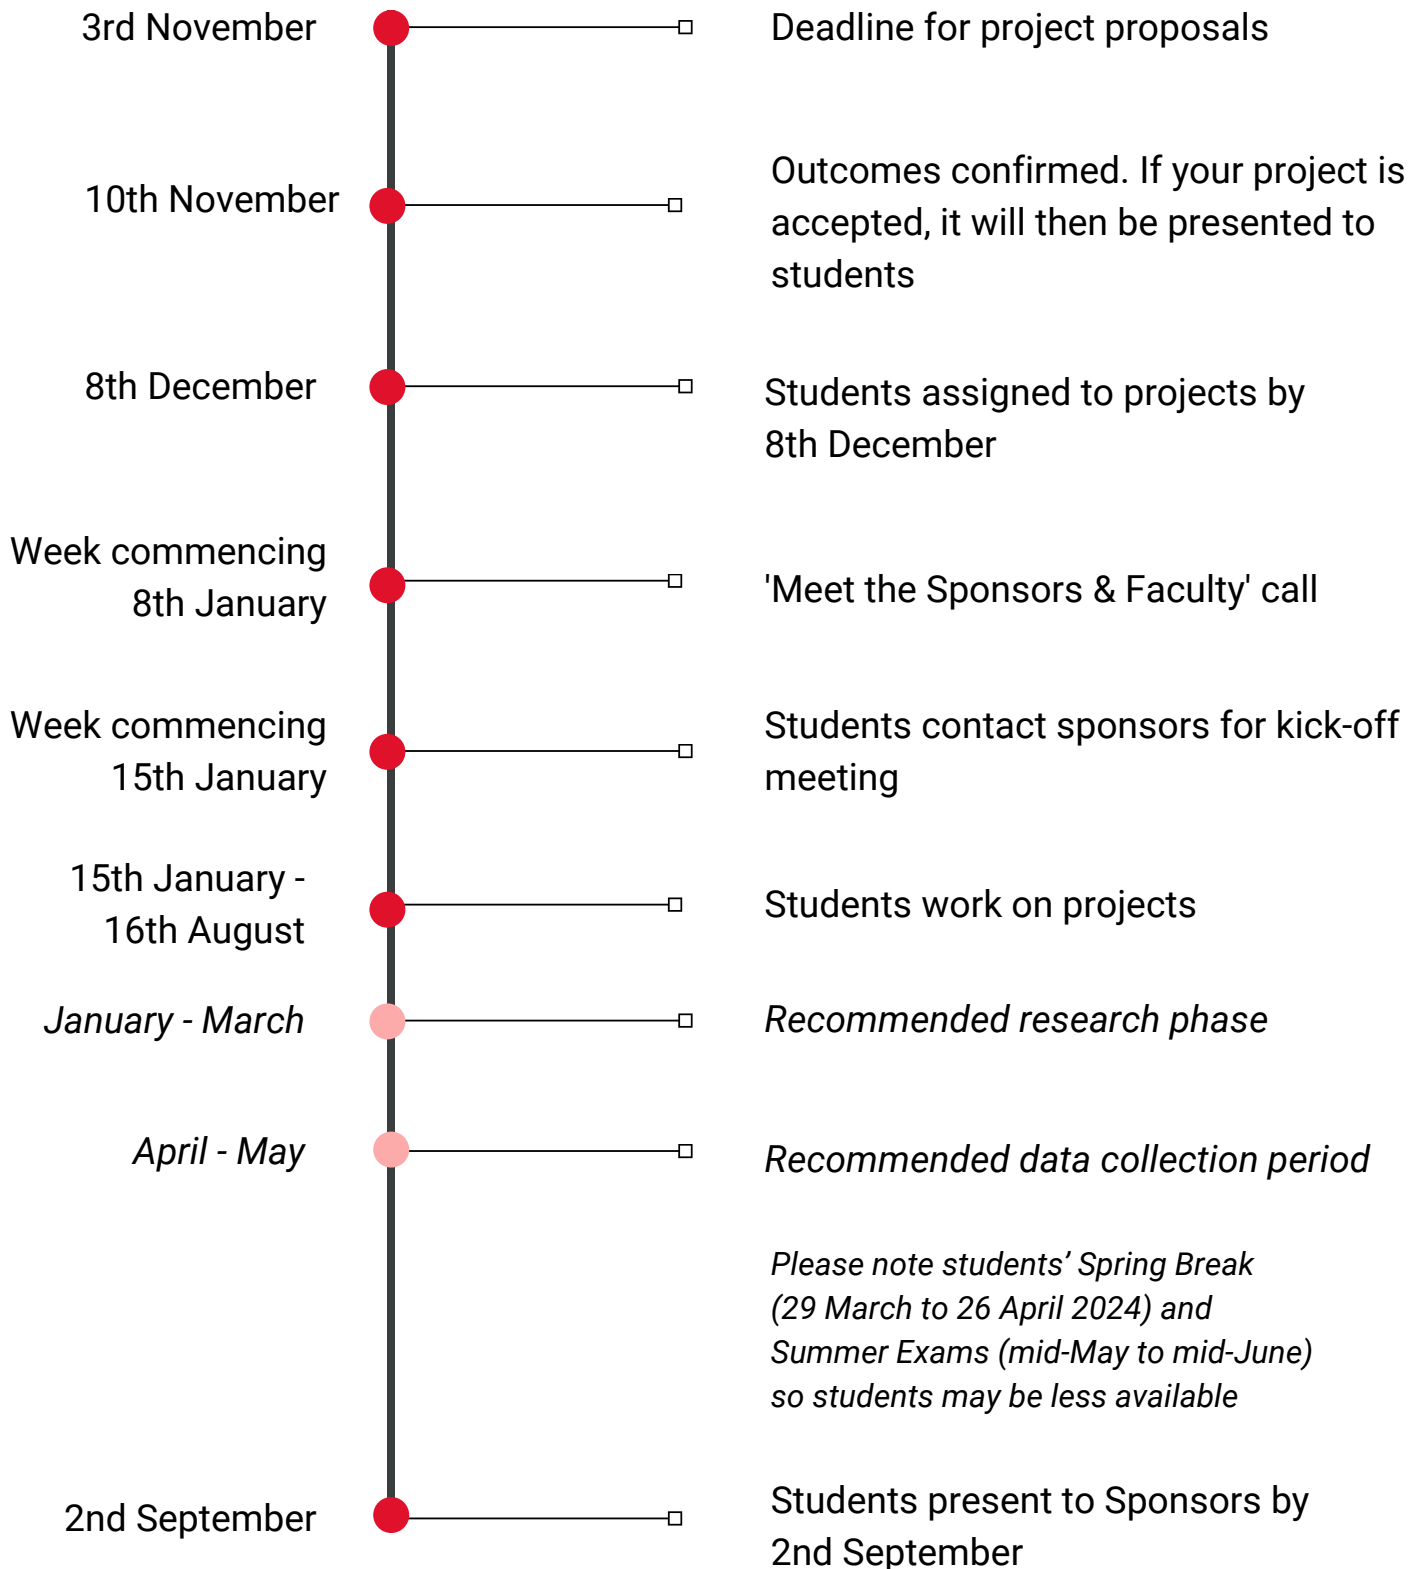 3rd November
Deadline for project proposals
10th November
Outcomes confirmed. If your project is
accepted, it will then be presented to
students
8th December
Students assigned to projects by
8th December
Week commencing
8th January
'Meet the Sponsors & Faculty' call
Week commencing
15th January
Students contact sponsors for kick-off
meeting
15th January -
16th August
Students work on projects
January - March
Recommended research phase
April - May
Recommended data collection period
Please note students’ Spring Break
(29 March to 26 April 2024) and
Summer Exams (mid-May to mid-June)
so students may be less available
2nd September
Students present to Sponsors by
2nd September